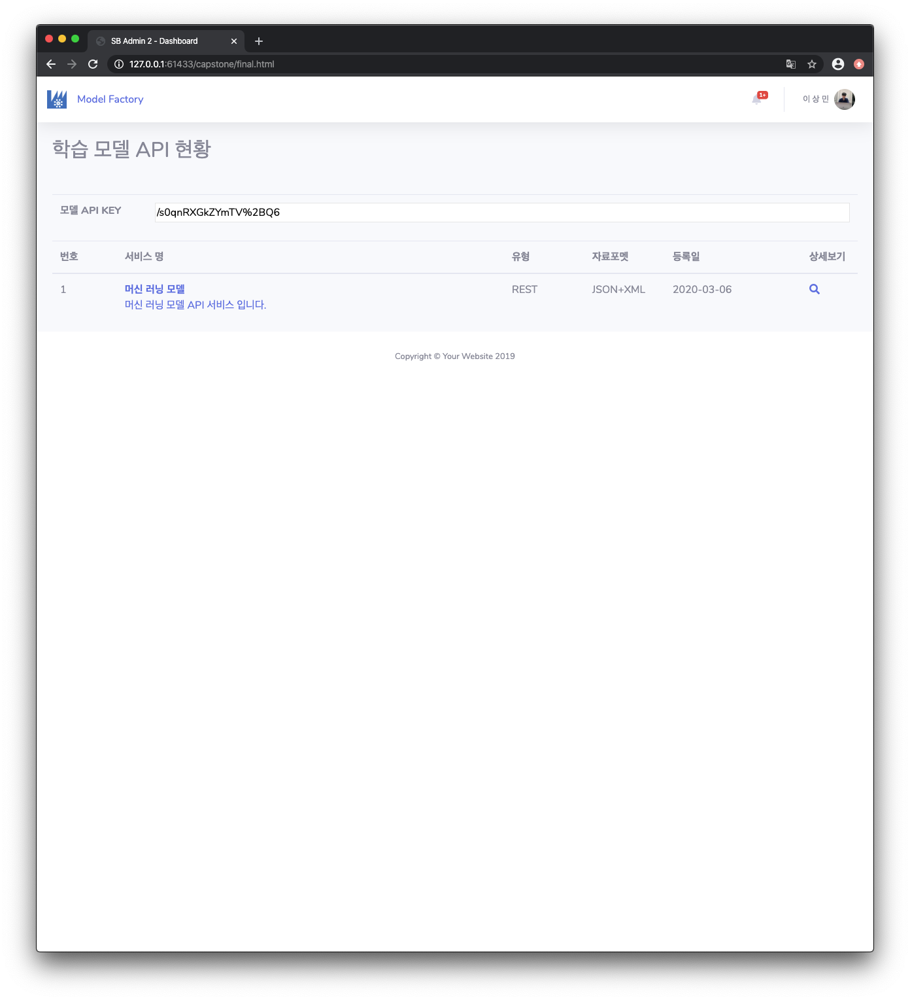 SB Admin 2 - Dashboard
127.0.0.1:61433/capstone/final.html
Model Factory
1+
이 상 민
학습 모델 API 현황
모델 API KEY
/s0qnRXGkZYmTV%2BQ6
번호 서비스 명 유형 자료포멧 등록일 상세보기
1 머신 러닝 모델 REST JSON+XML 2020-03-06
머신 러닝 모델 API 서비스 입니다.
Copyright © Your Website 2019